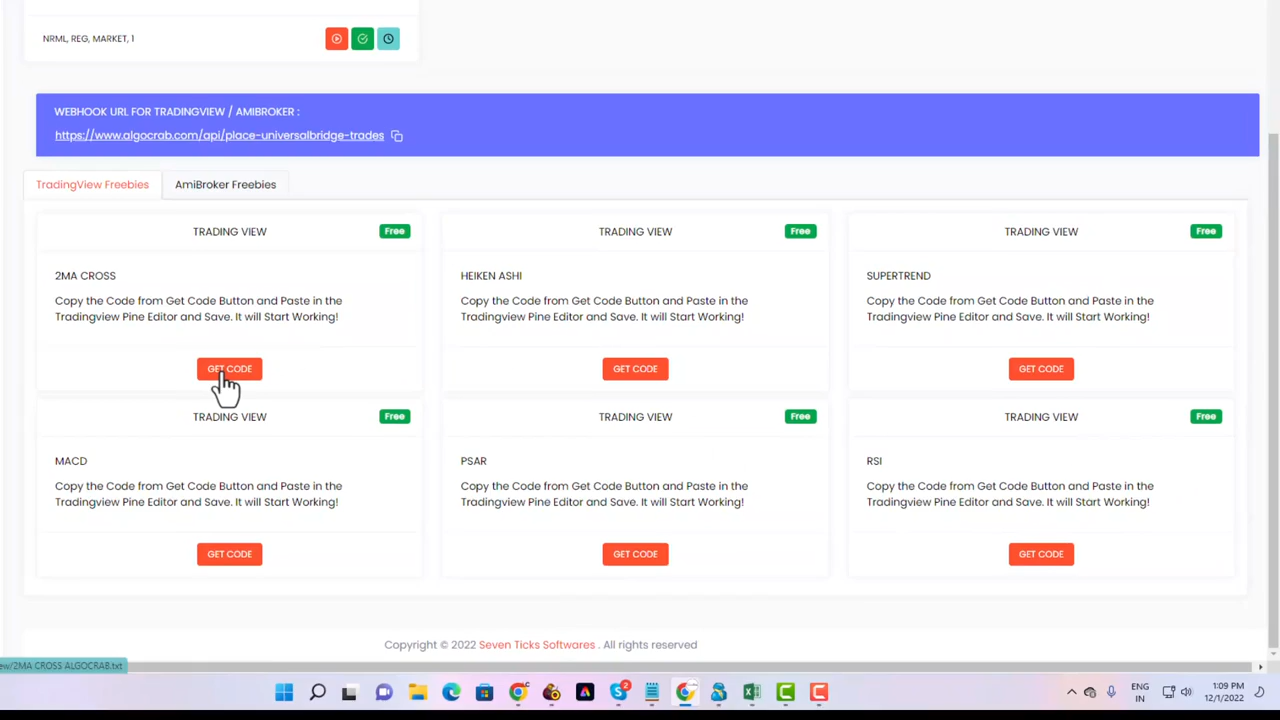 NRML, REG, MARKET, 1
WEBHOOK URL FOR TRADINGVIEW / AMIBROKER :
https://www.algocrab.com/api/place-universalbridge-trades
TradingView Freebies
AmiBroker Freebies
TRADING VIEW
Free
2MA CROSS
Copy the Code from Get Code Button and Paste in the
Tradingview Pine Editor and Save. It will Start Working!
GET CODE
TRADING VIEW
Free
HEIKEN ASHI
Copy the Code from Get Code Button and Paste in the
Tradingview Pine Editor and Save. It will Start Working!
GET CODE
TRADING VIEW
Free
SUPERTREND
Copy the Code from Get Code Button and Paste in the
Tradingview Pine Editor and Save. It will Start Working!
GET CODE
TRADING VIEW
Free
MACD
Copy the Code from Get Code Button and Paste in the
Tradingview Pine Editor and Save. It will Start Working!
GET CODE
TRADING VIEW
Free
PSAR
Copy the Code from Get Code Button and Paste in the
Tradingview Pine Editor and Save. It will Start Working!
GET CODE
TRADING VIEW
Free
RSI
Copy the Code from Get Code Button and Paste in the
Tradingview Pine Editor and Save. It will Start Working!
GET CODE
Copyright © 2022 Seven Ticks Softwares . All rights reserved
ew/2MA CROSS ALGOCRAB.txt
2
ENG
IN
1:09 PM
12/1/2022